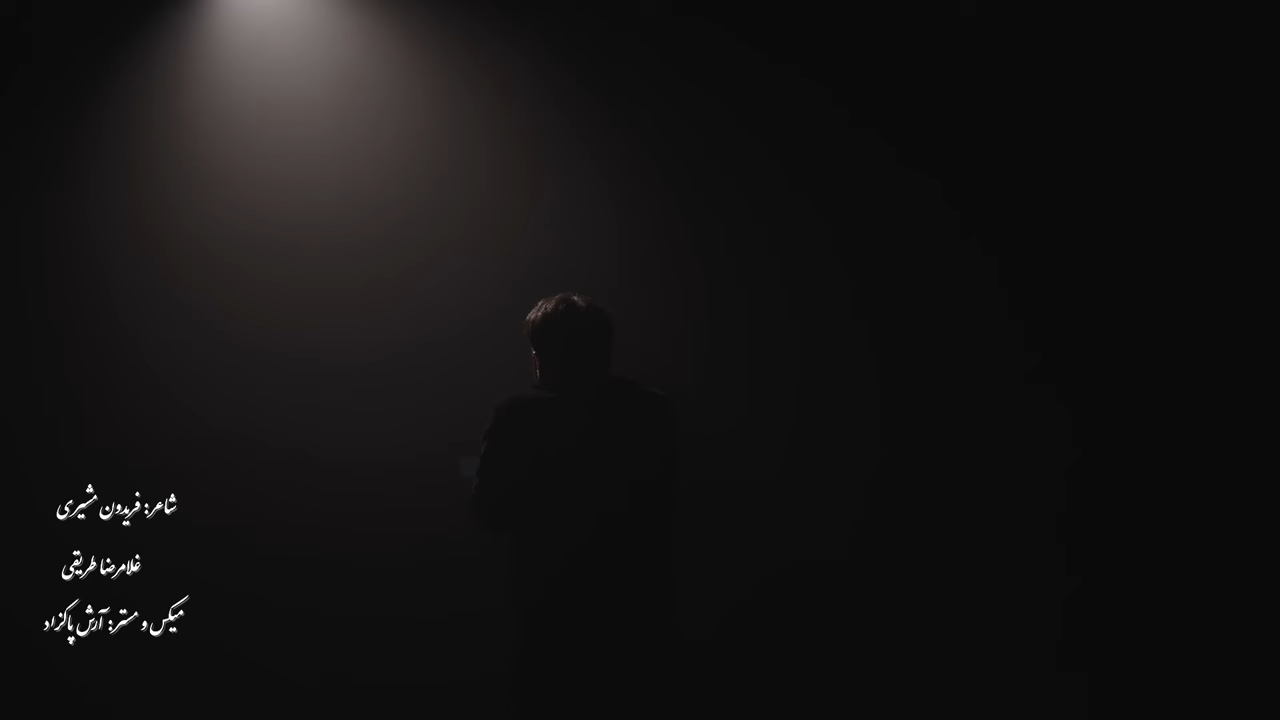 شاعر: فریدون مشیری
غلامرضا طریقی
میکس و مستر: آرش پاکزاد